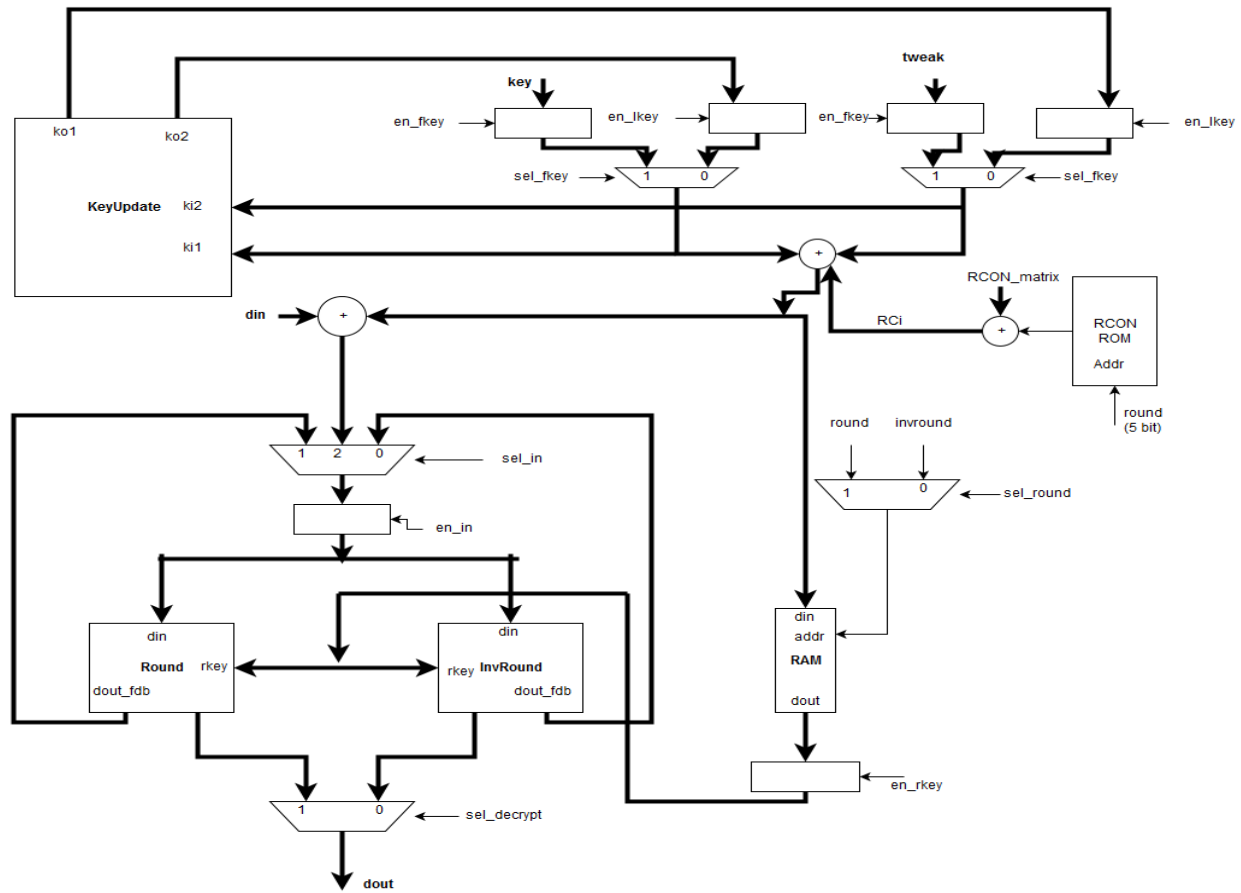 tweak
key
en_fkey
en_lkey
en_fkey
en_lkey
ko1
ko2
sel_fkey
1
0
1
0
sel_fkey
KeyUpdate
ki2
ki1
+
RCON_matrix
din
+
RCi
+
RCON
ROM
Addr
round
(5 bit)
round
invround
1
2
0
sel_in
1
0
sel_round
en_in
din
Round
rkey
dout_fdb
din
rkey
InvRound
dout_fdb
din
addr
RAM
dout
en_rkey
1
0
sel_decrypt
dout